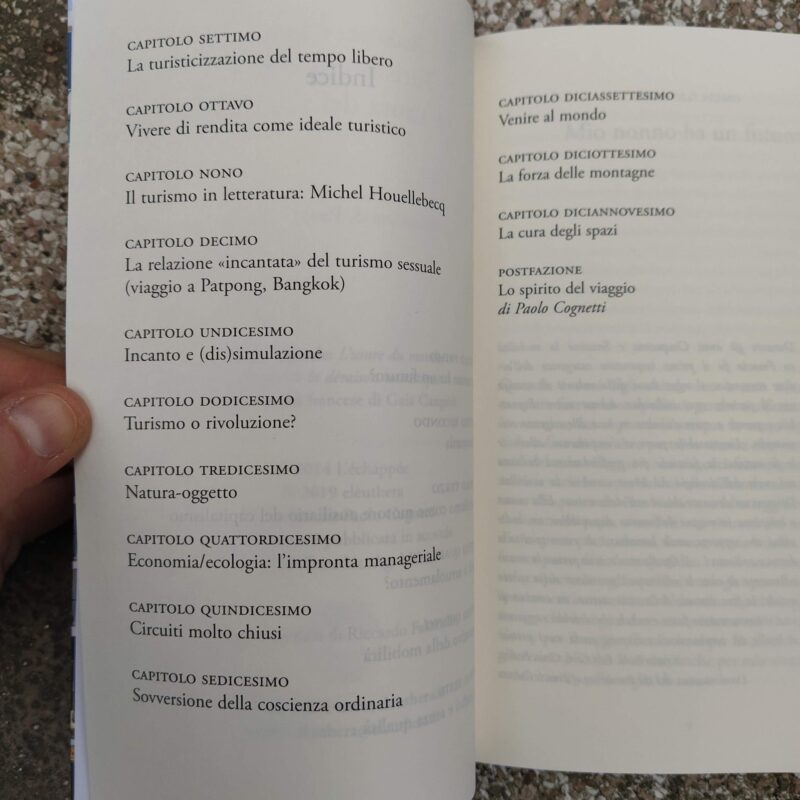 CAPITOLO SETTIMO
La turisticizzazione del tempo libero
CAPITOLO OTTAVO
Vivere di rendita come ideale turistico
CAPITOLO NONO
Il turismo in letteratura: Michel Houellebecq
CAPITOLO DECIMO
La relazione «incantata» del turismo sessuale
(viaggio a Patpong, Bangkok)
CAPITOLO UNDICESIMO
Incanto e (dis)simulazione
CAPITOLO DODICESIMO
Turismo o rivoluzione?
CAPITOLO TREDICESIMO
Natura-oggetto
CAPITOLO QUATTORDICESIMO
Economia/ecologia: l'impronta manageriale
CAPITOLO QUINDICESIMO
Circuiti molto chiusi
CAPITOLO SEDICESIMO
Sovversione della coscienza ordinaria
CAPITOLO DICIASSETTESIMO
Venire al mondo
CAPITOLO DICIOTTESIMO
La forza delle montagne
CAPITOLO DICIANNOVESIMO
La cura degli spazi
POSTFAZIONE
Lo spirito del viaggio
di Paolo Cognetti